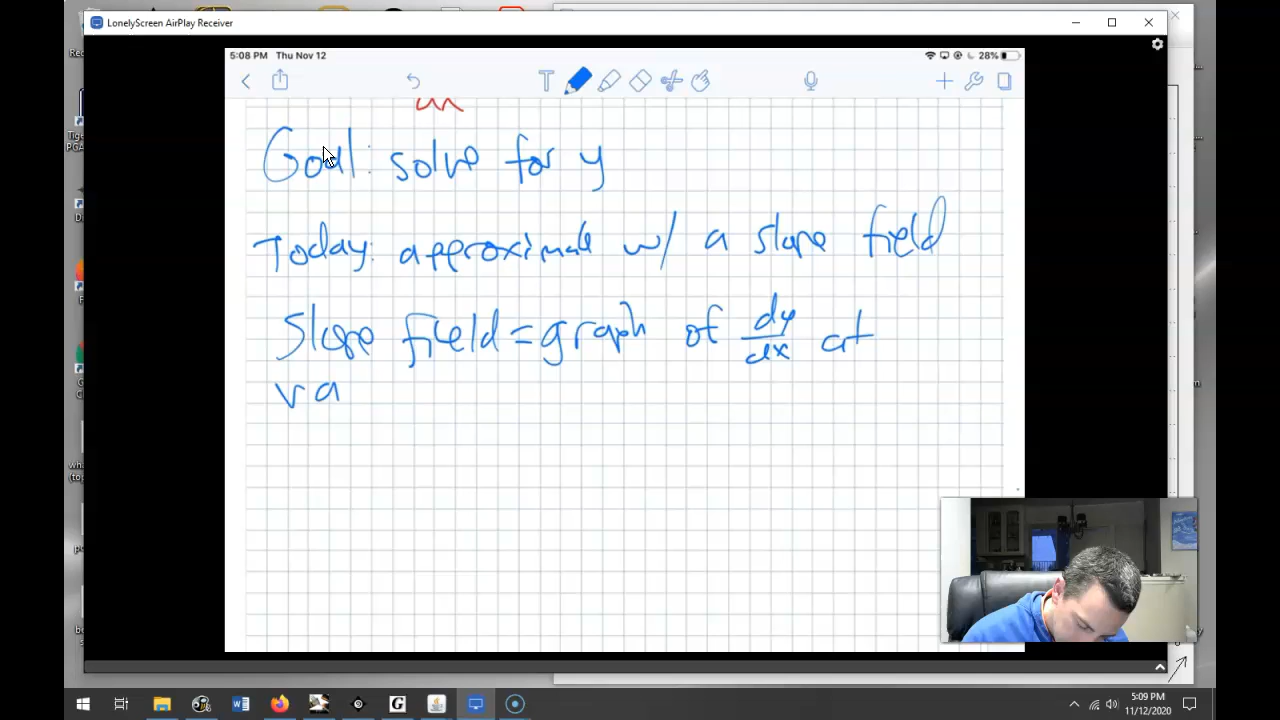 LonelyScreen AirPlay Receiver
5:08 PM Thu Nov 12
28%
T
Goal: solve for y
Today: approximate w/ a slope field
Slope field = graph of dy/dx at
va
5:09 PM
11/12/2020